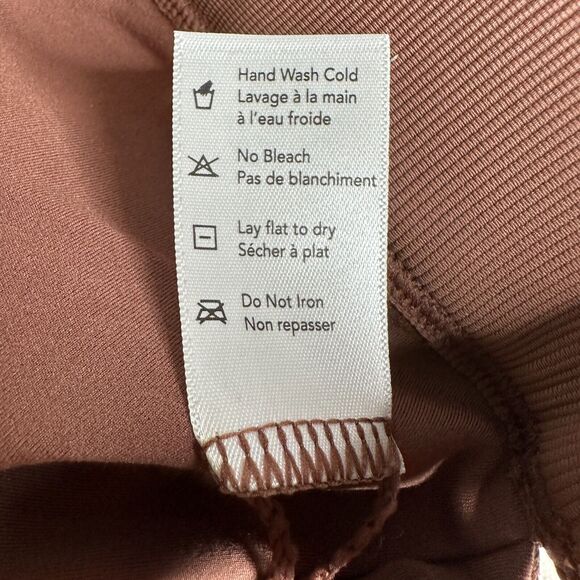 Hand Wash Cold
Lavage à la main
à l'eau froide
No Bleach
Pas de blanchiment
Lay flat to dry
Sécher à plat
Do Not Iron
Non repasser